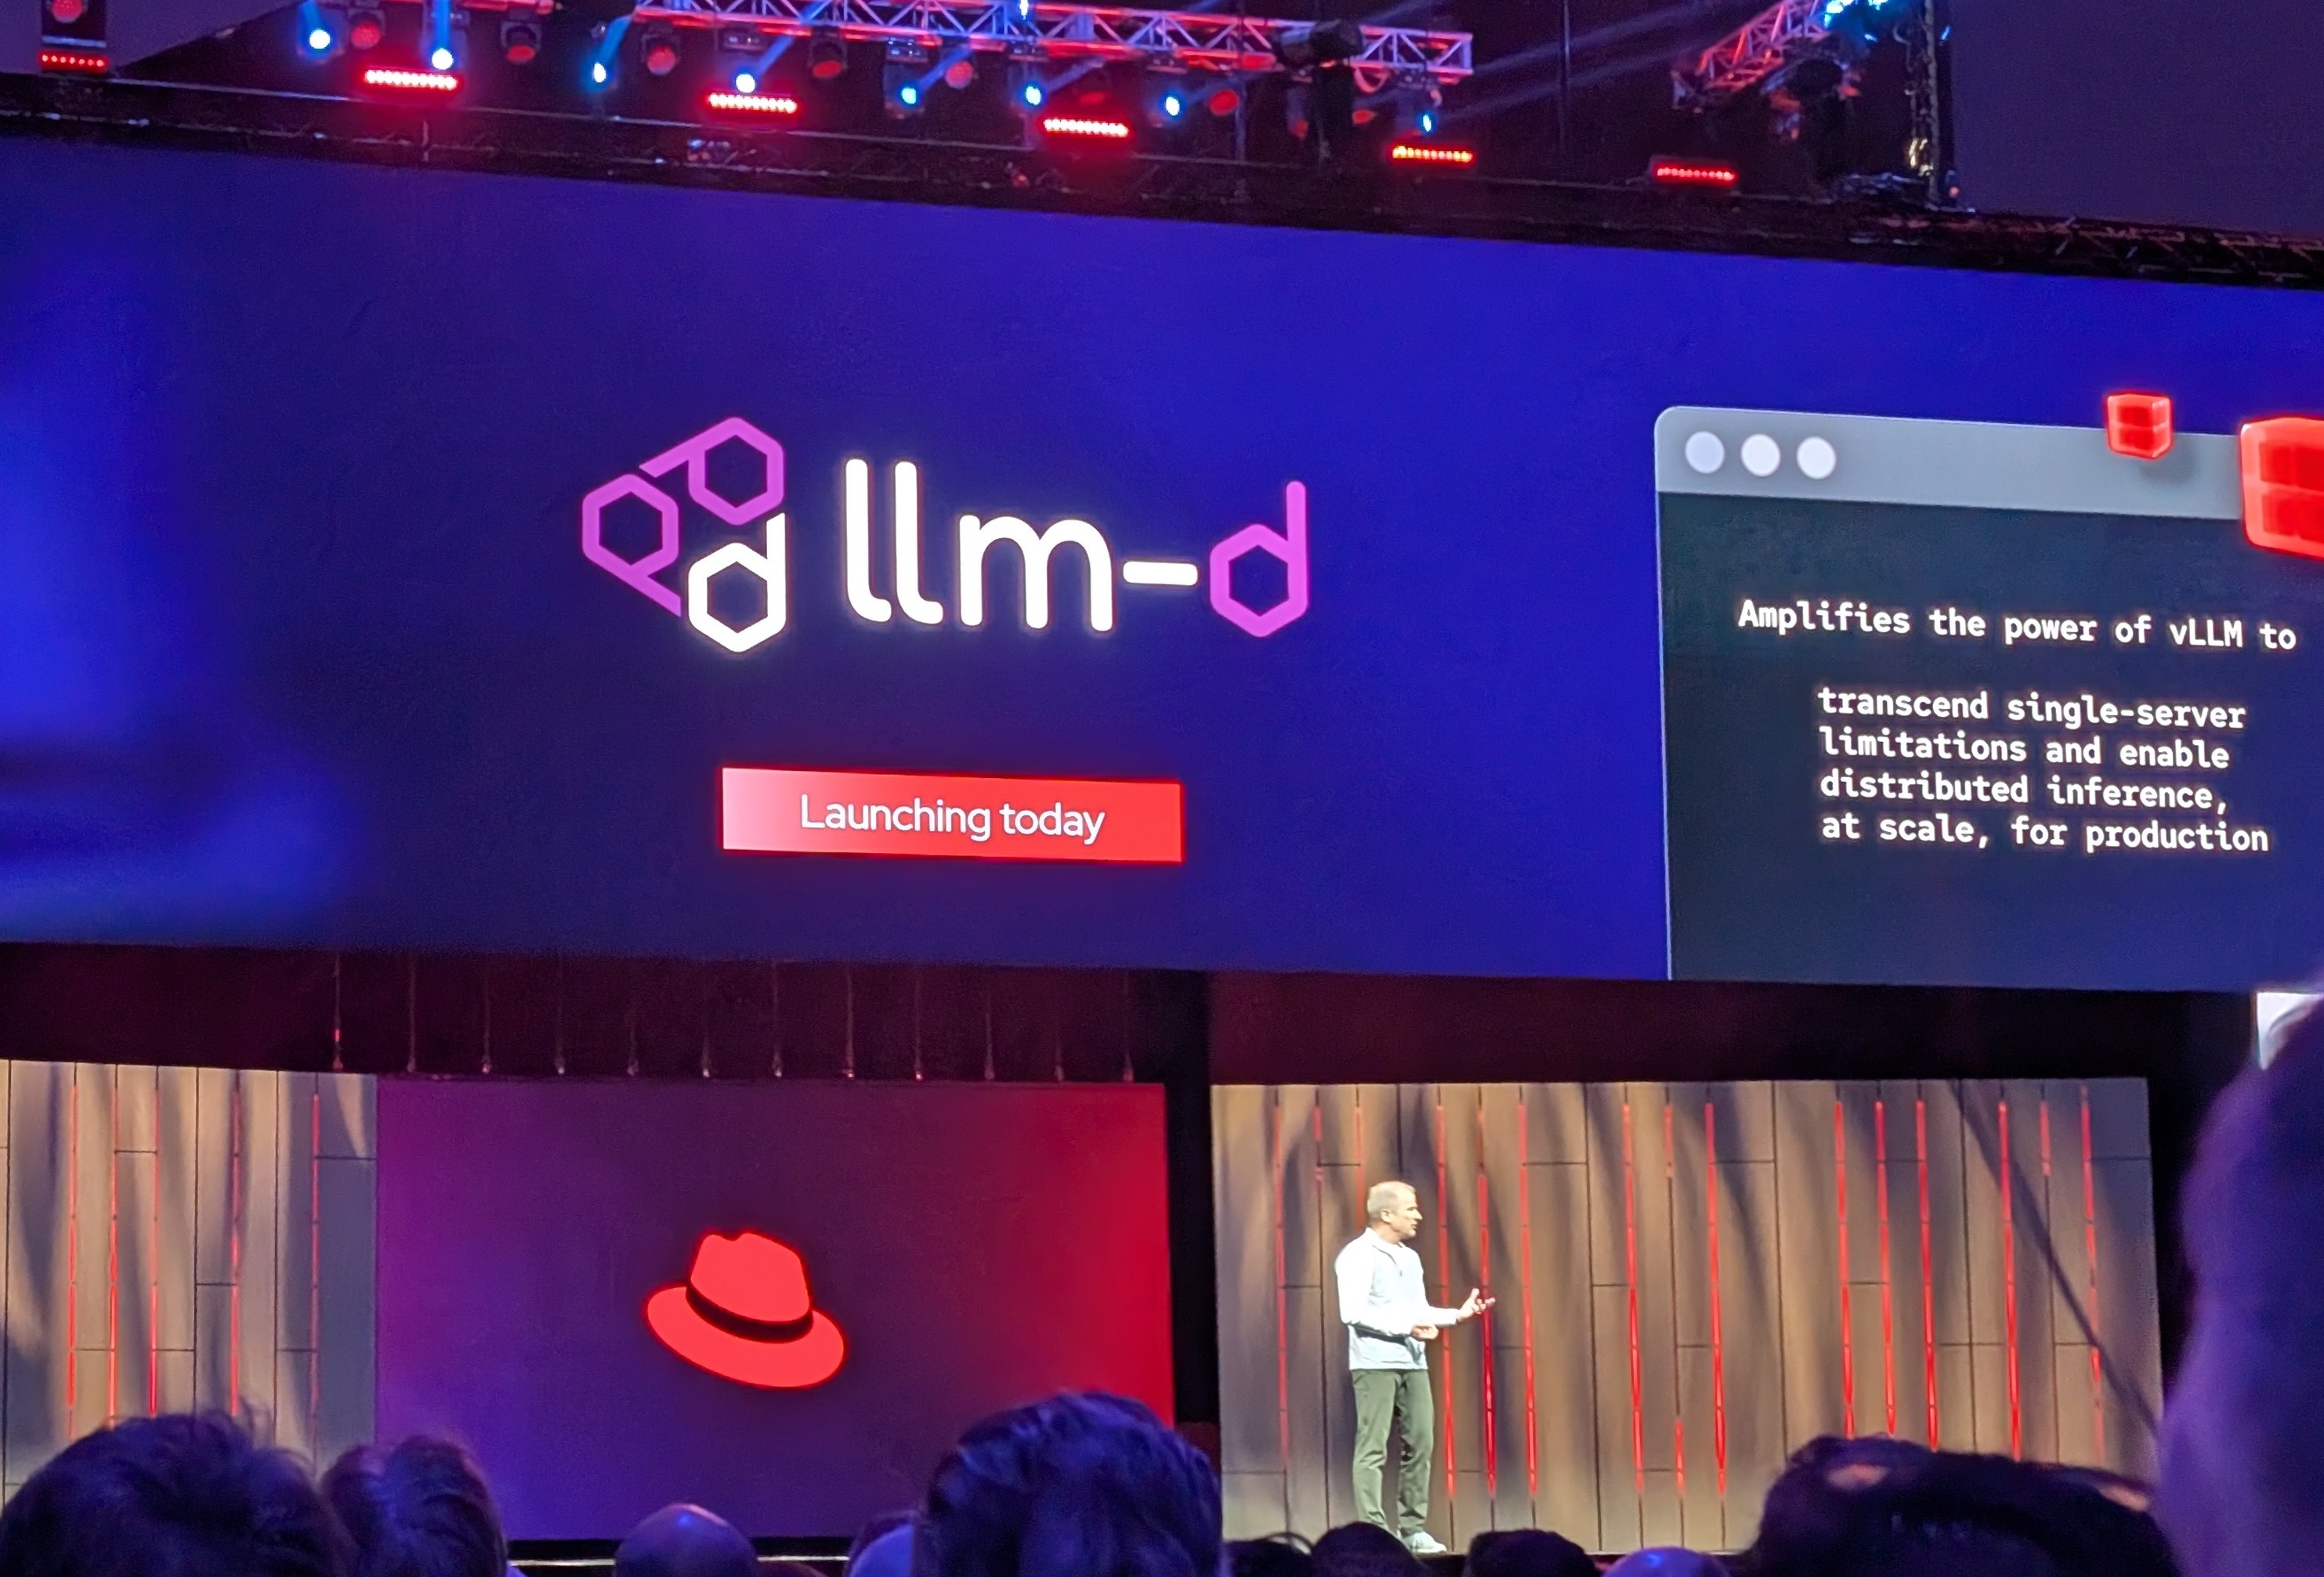 llm-d
Launching today
Amplifies the power of vLLM to
transcend single-server
limitations and enable
distributed inference,
at scale, for production